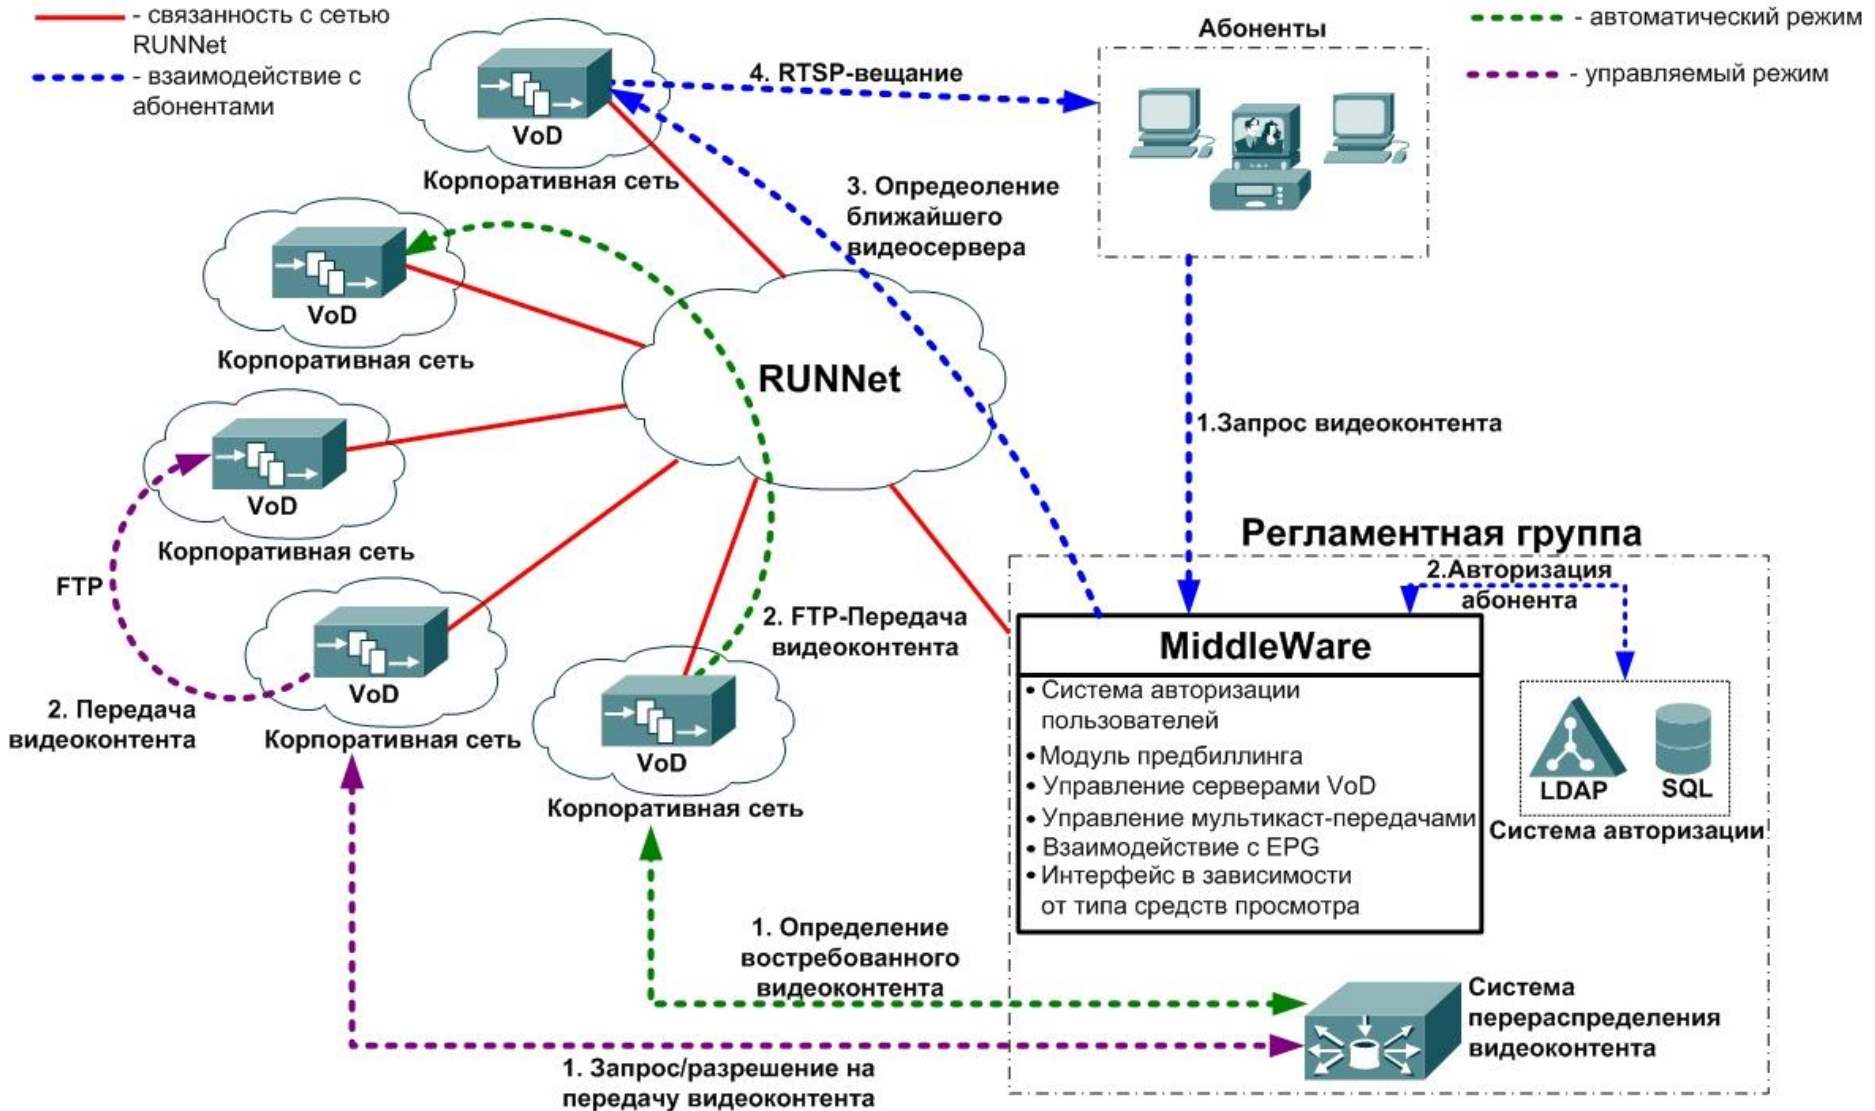 - связанность с сетью
RUNNet
- взаимодействие с
абонентами
- автоматический режим
- управляемый режим
Абоненты
4. RTSP-вещание
VoD
Корпоративная сеть
3. Опредеоление
ближайшего
видеосервера
VoD
Корпоративная сеть
RUNNet
1.Запрос видеоконтента
VoD
Корпоративная сеть
FTP
VoD
Корпоративная сеть
2. Передача
видеоконтента
2. FTP-Передача
видеоконтента
VoD
Корпоративная сеть
Регламентная группа
2.Авторизация
абонента
MiddleWare
• Система авторизации
пользователей
• Модуль предбиллинга
• Управление серверами VoD
• Управление мультикаст-передачами
• Взаимодействие с EPG
• Интерфейс в зависимости
от типа средств просмотра
LDAP
SQL
Система авторизации
1. Определение
востребованного
видеоконтента
Система
перераспределения
видеоконтента
1. Запрос/разрешение на
передачу видеоконтента